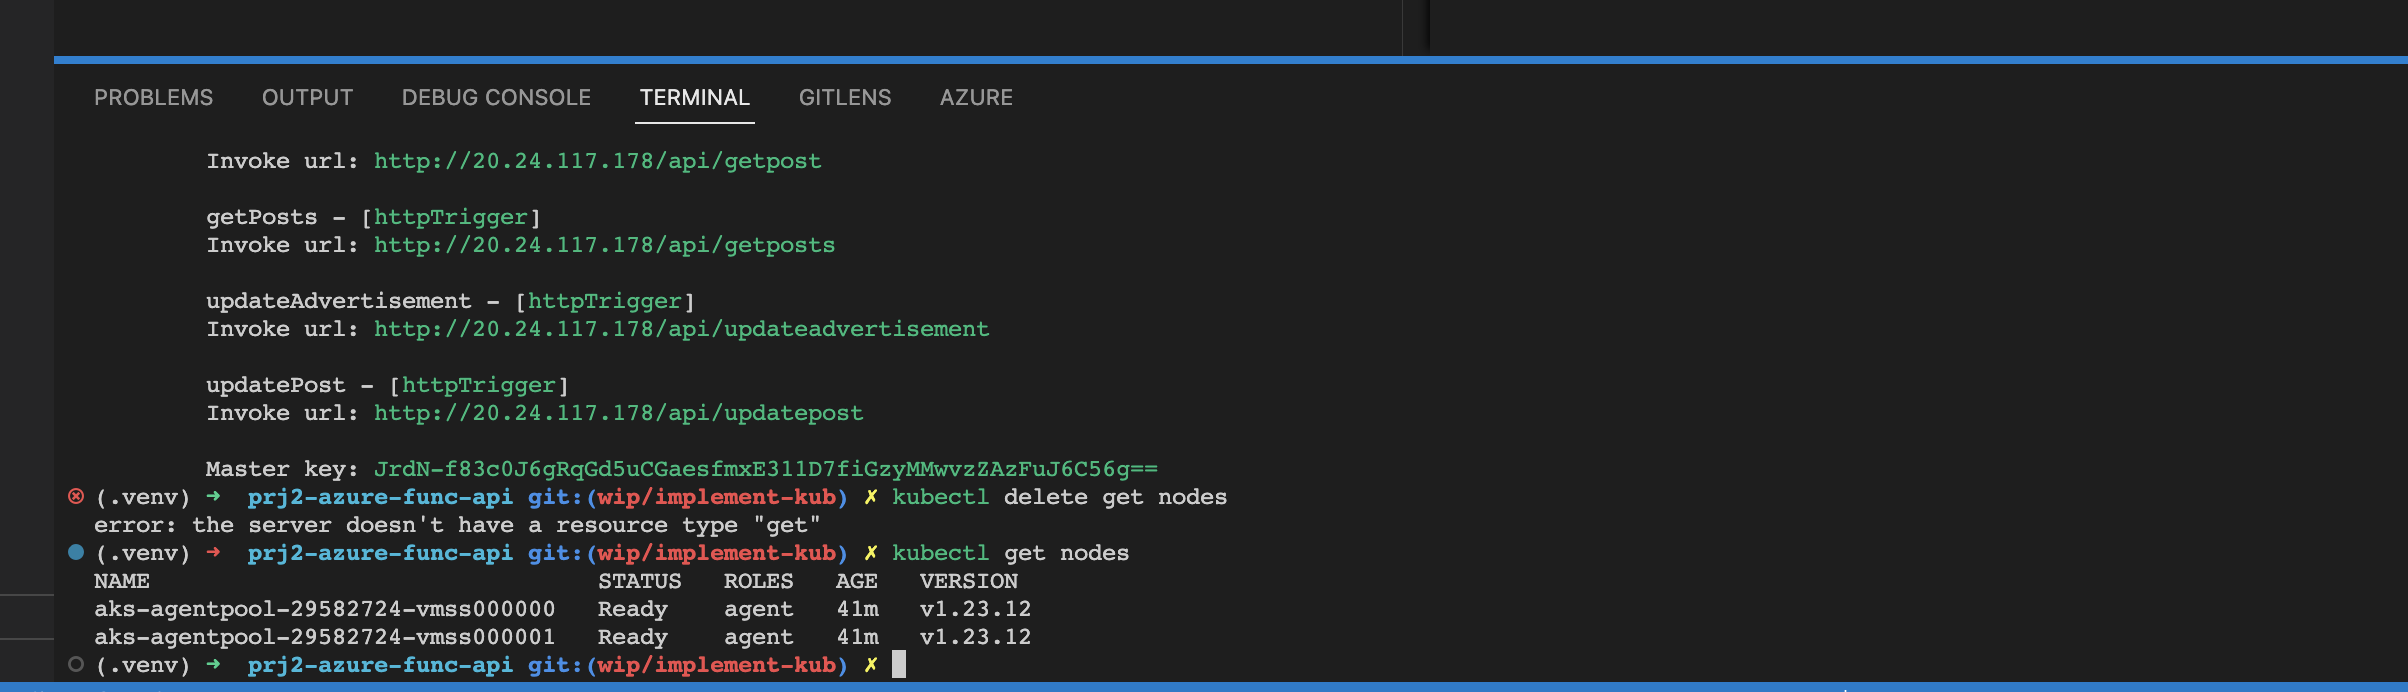 PROBLEMS OUTPUT DEBUG CONSOLE TERMINAL GITLENS AZURE
Invoke url: http://20.24.117.178/api/getpost
getPosts - [httpTrigger]
Invoke url: http://20.24.117.178/api/getposts
updateAdvertisement - [httpTrigger]
Invoke url: http://20.24.117.178/api/updateadvertisement
updatePost - [httpTrigger]
Invoke url: http://20.24.117.178/api/updatepost
Master key: JrdN-f83c0J6gRqGd5uCGaesfmxE311D7fiGzyMMwvzZAzFuJ6C56g==
(.venv) ➜ prj2-azure-func-api git:(wip/implement-kub) ✗ kubectl delete get nodes
error: the server doesn't have a resource type "get"
(.venv) ➜ prj2-azure-func-api git:(wip/implement-kub) ✗ kubectl get nodes
NAME STATUS ROLES AGE VERSION
aks-agentpool-29582724-vmss000000 Ready agent 41m v1.23.12
aks-agentpool-29582724-vmss000001 Ready agent 41m v1.23.12
(.venv) ➜ prj2-azure-func-api git:(wip/implement-kub) ✗